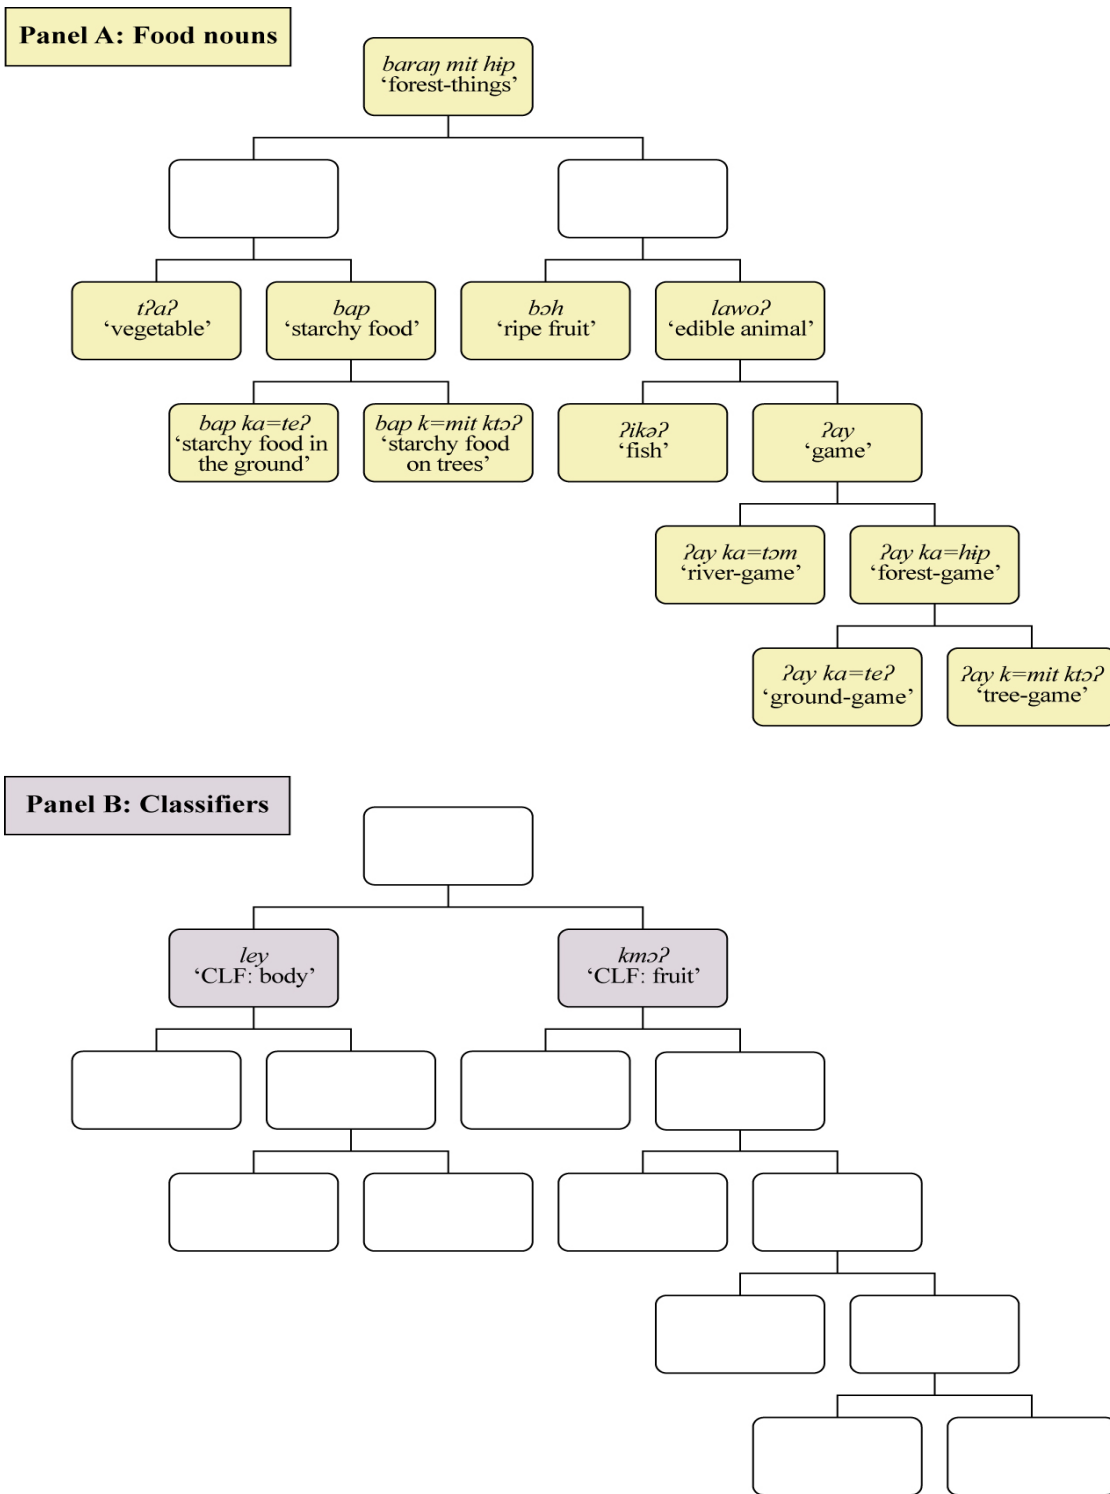 Panel A: Food nouns
baraŋ mit hɨp
‘forest-things’
tʔaʔ
‘vegetable’
bap
‘starchy food’
bɔh
‘ripe fruit’
lawoʔ
‘edible animal’
bap ka=teʔ
‘starchy food in
the ground’
bap k=mit ktɔʔ
‘starchy food
on trees’
ʔikəʔ
‘fish’
ʔay
‘game’
ʔay ka=tɔm
‘river-game’
ʔay ka=hɨp
‘forest-game’
ʔay ka=teʔ
‘ground-game’
ʔay k=mit ktɔʔ
‘tree-game’
Panel B: Classifiers
ley
‘CLF: body’
kmɔʔ
‘CLF: fruit’